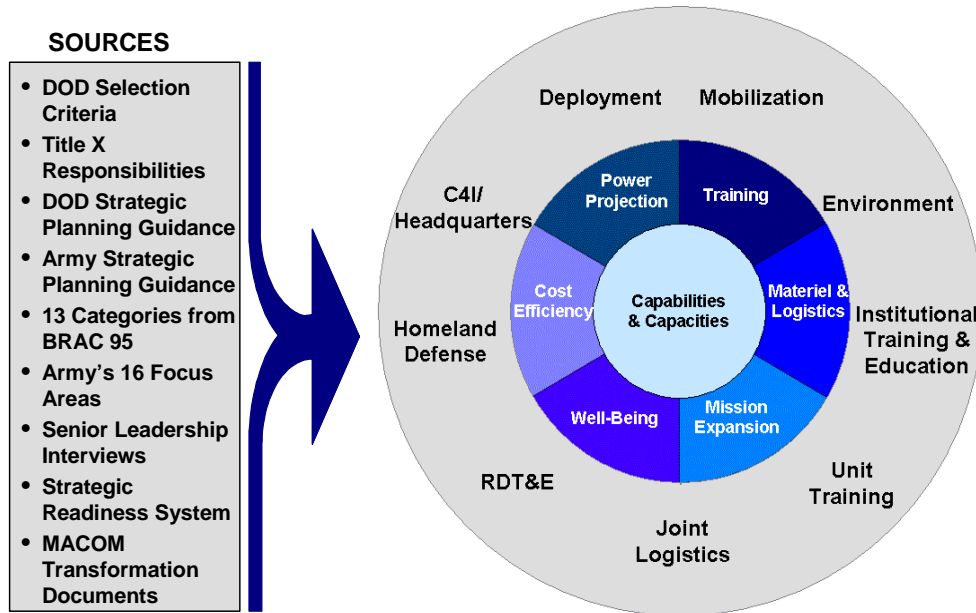 SOURCES
• DOD Selection
Criteria
• Title X
Responsibilities
• DOD Strategic
Planning Guidance
• Army Strategic
Planning Guidance
• 13 Categories from
BRAC 95
• Army’s 16 Focus
Areas
• Senior Leadership
Interviews
• Strategic
Readiness System
• MACOM
Transformation
Documents
Deployment
Mobilization
C4I/
Headquarters
Environment
Homeland
Defense
Institutional
Training &
Education
RDT&E
Unit
Training
Joint
Logistics
Power
Projection
Training
Cost
Efficiency
Materiel &
Logistics
Well-Being
Mission
Expansion
Capabilities
& Capacities